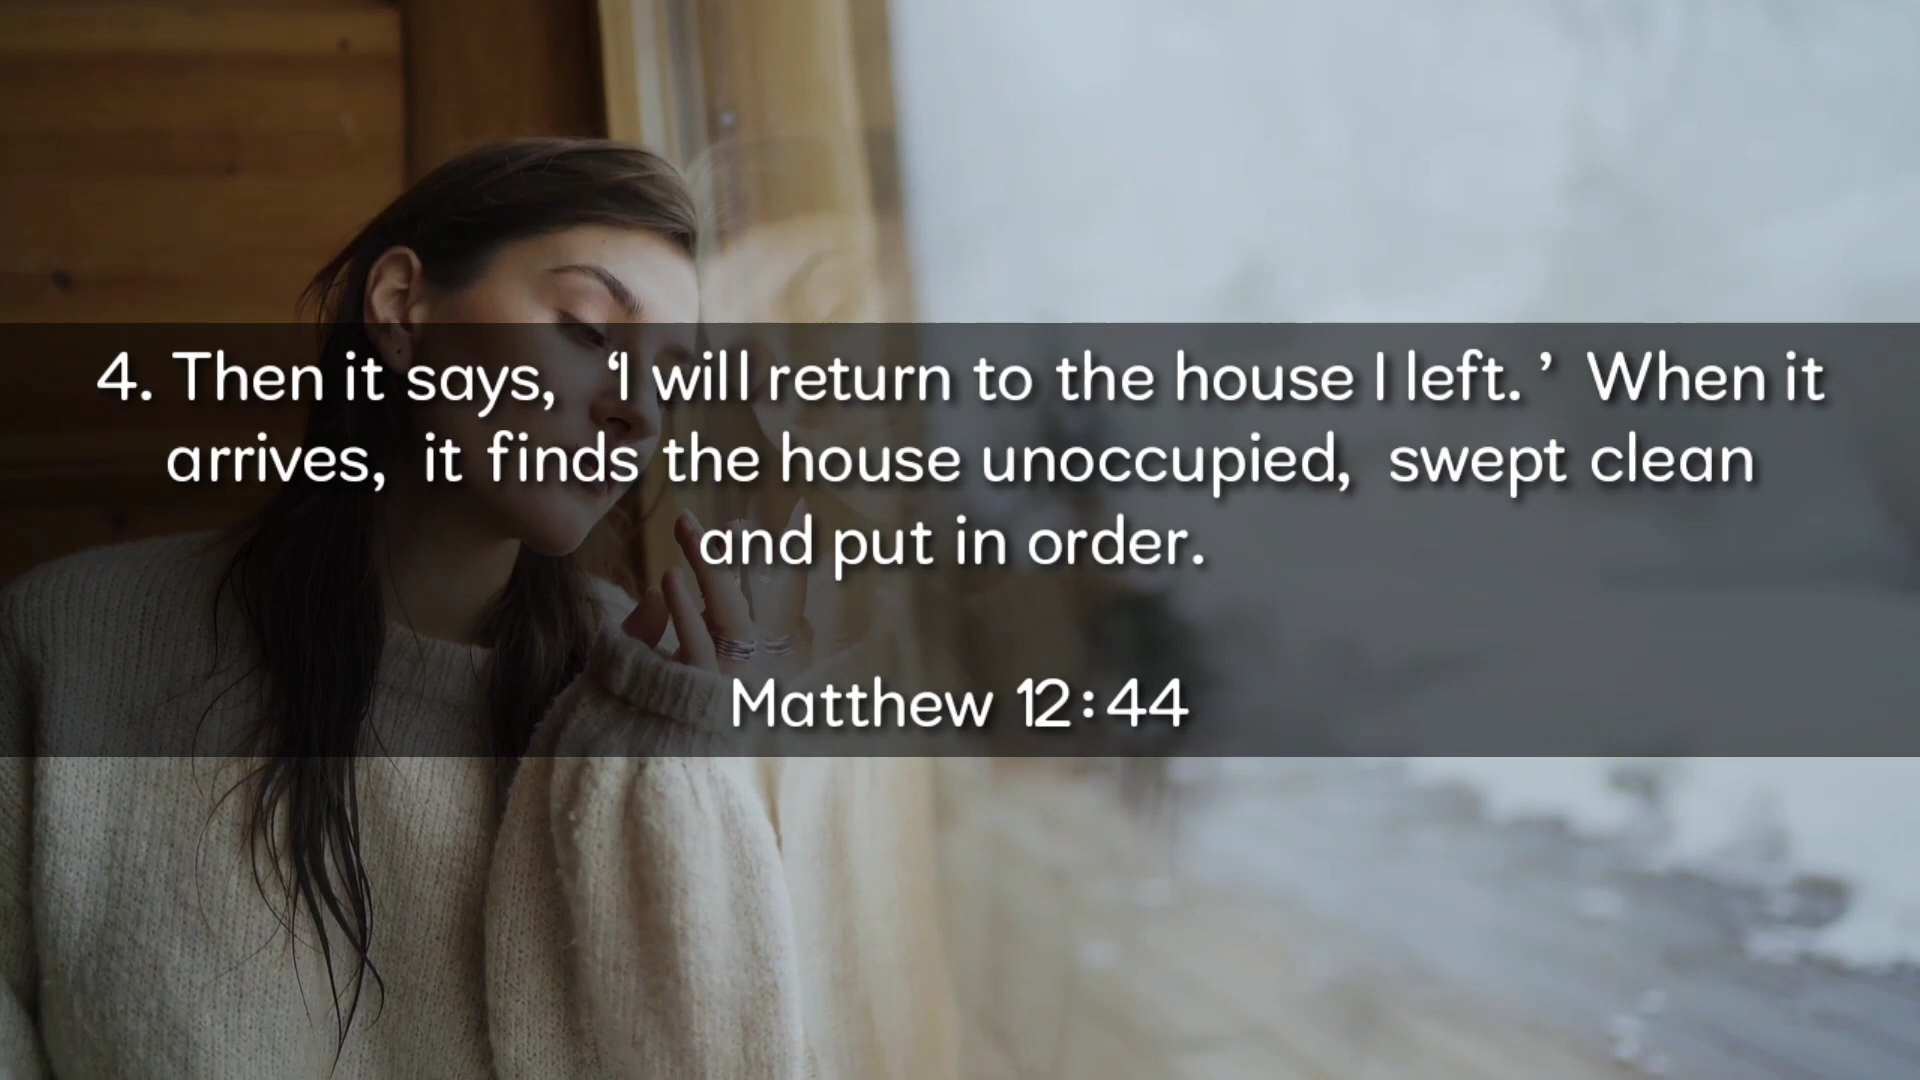 4. Then it says, ‘I will return to the house I left. ’ When it
arrives, it finds the house unoccupied, swept clean
and put in order.
Matthew 12:44